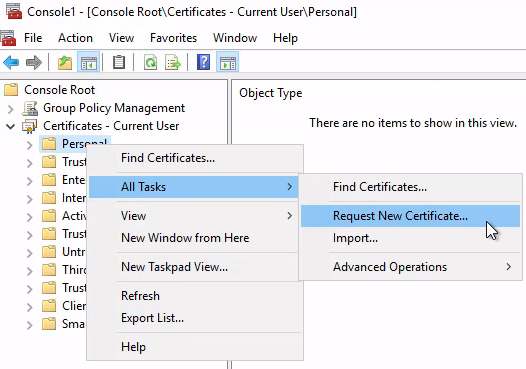 Console1 - [Console Root\Certificates - Current User\Personal]
File Action View Favorites Window Help
Console Root
Group Policy Management
Certificates - Current User
Personal
Trust
Ente
Inter
Activ
Trust
Untr
Third
Trust
Clien
Sma
Object Type
There are no items to show in this view.
Find Certificates...
All Tasks
View
New Window from Here
New Taskpad View...
Refresh
Export List...
Help
Find Certificates...
Request New Certificate...
Import...
Advanced Operations